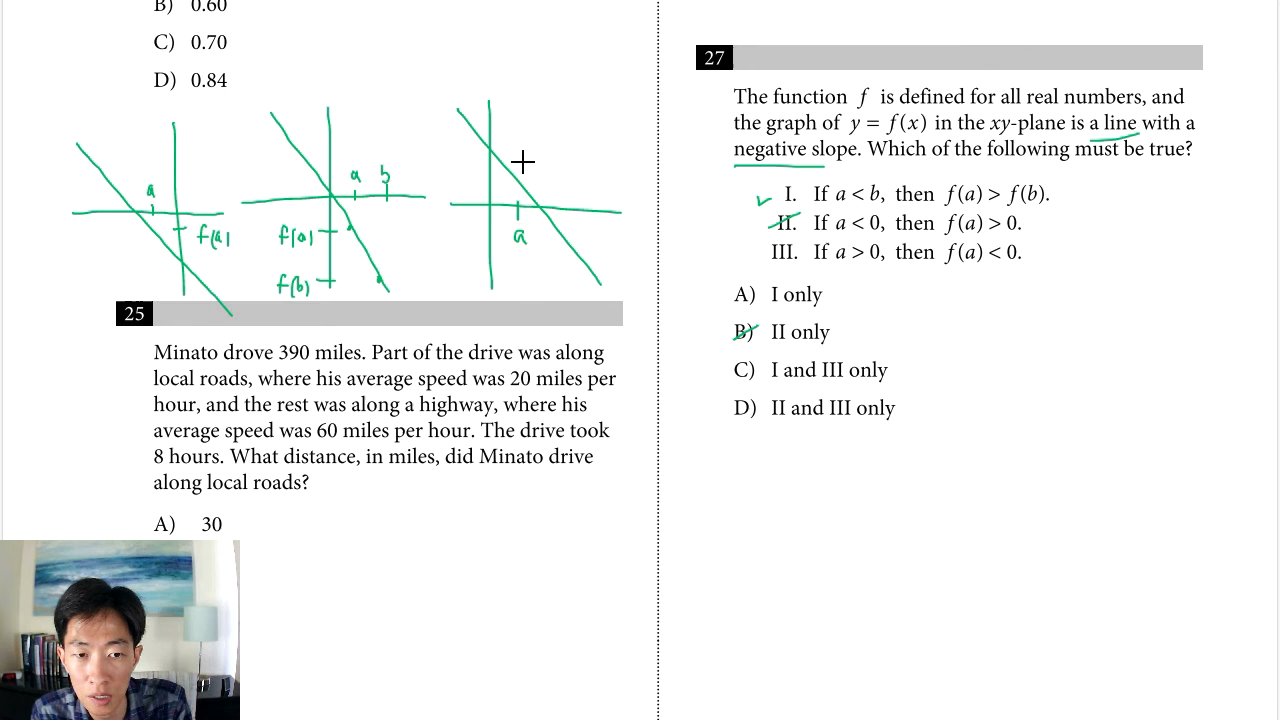 B) 0.60
C) 0.70
D) 0.84
a
f(a)
a b
f(a)
f(b)
a
25
Minato drove 390 miles. Part of the drive was along
local roads, where his average speed was 20 miles per
hour, and the rest was along a highway, where his
average speed was 60 miles per hour. The drive took
8 hours. What distance, in miles, did Minato drive
along local roads?
A) 30
27
The function f is defined for all real numbers, and
the graph of y = f(x) in the xy-plane is a line with a
negative slope. Which of the following must be true?
I. If a < b, then f(a) > f(b).
II. If a < 0, then f(a) > 0.
III. If a > 0, then f(a) < 0.
A) I only
B) II only
C) I and III only
D) II and III only